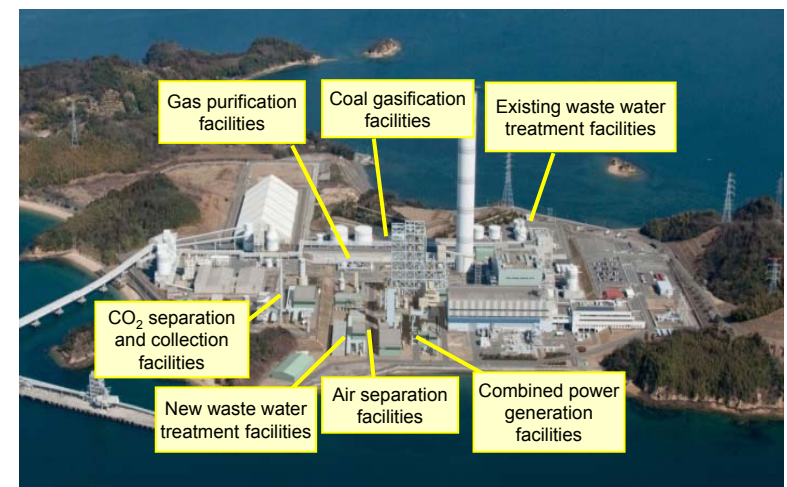 Gas purification
facilities
Coal gasification
facilities
Existing waste water
treatment facilities
CO₂ separation
and collection
facilities
New waste water
treatment facilities
Air separation
facilities
Combined power
generation
facilities